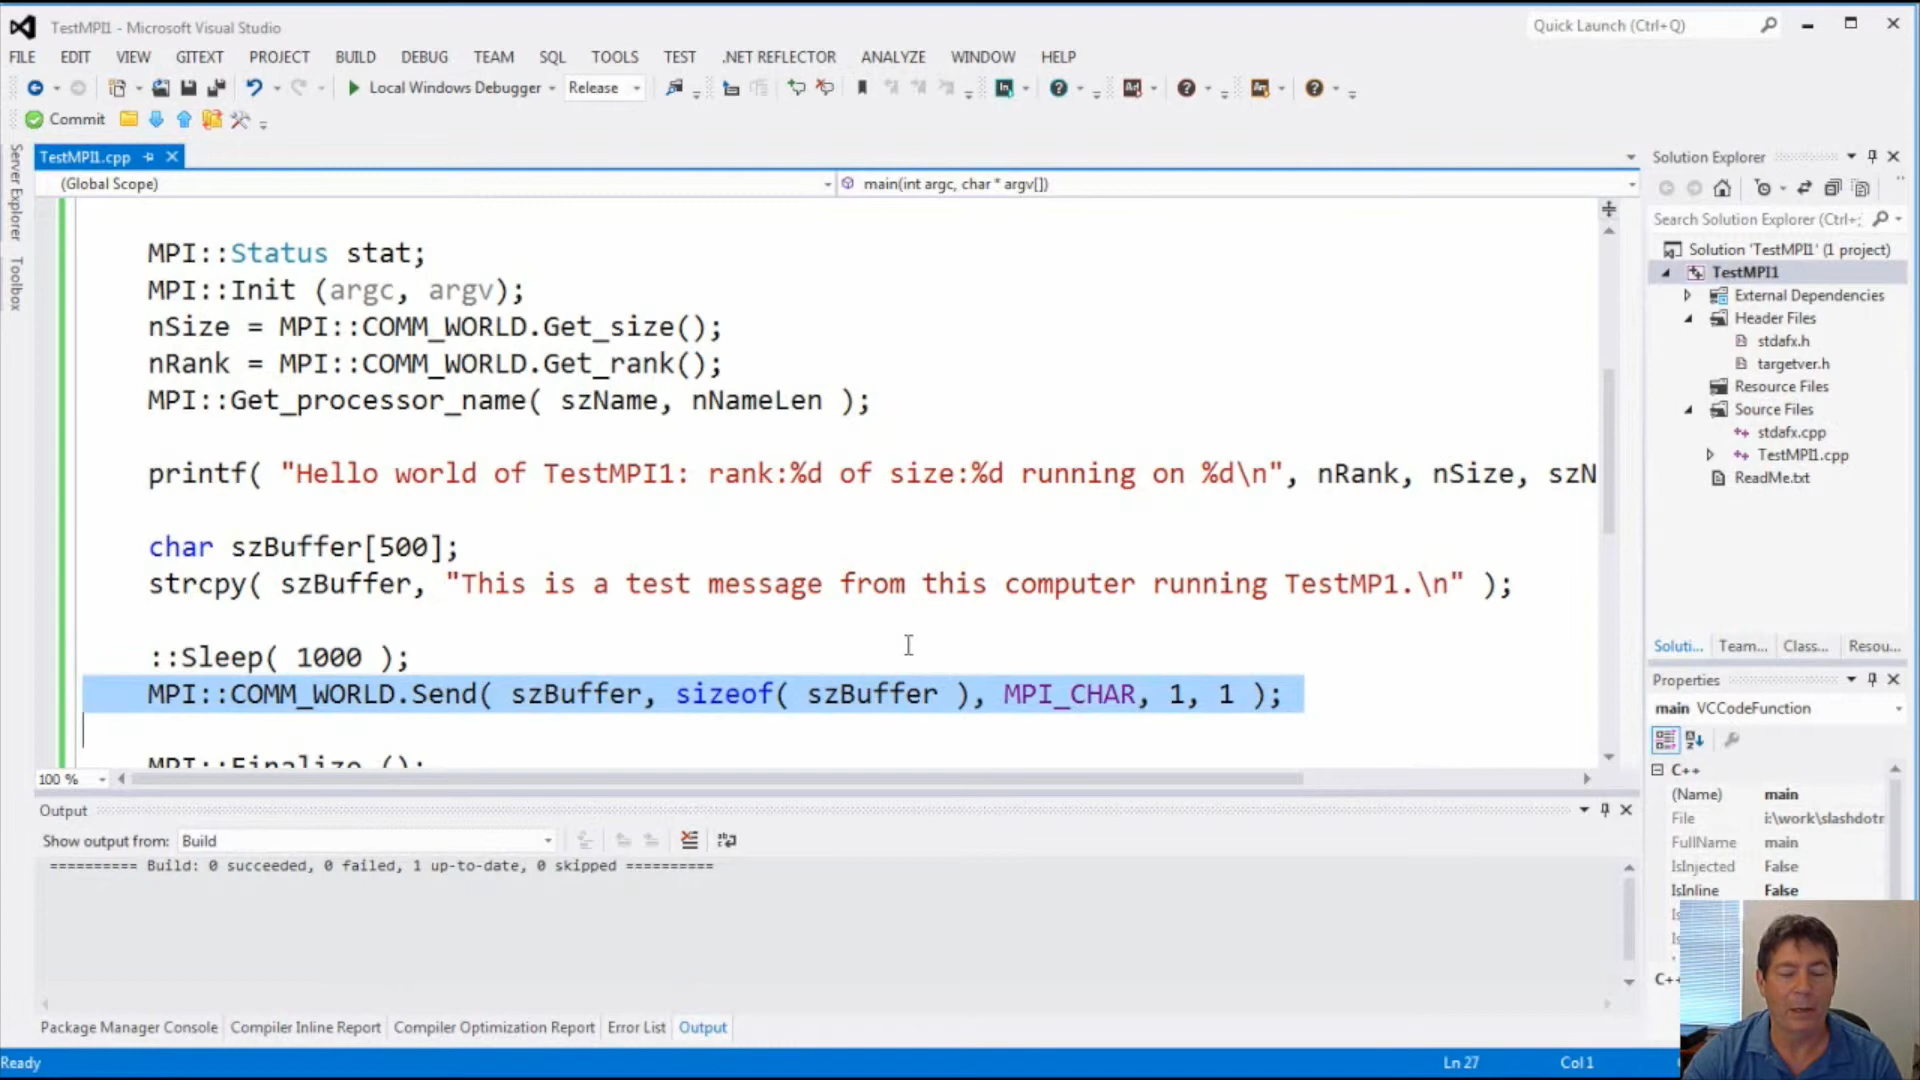 TestMPI1 - Microsoft Visual Studio
Quick Launch (Ctrl+Q)
FILE EDIT VIEW GITEXT PROJECT BUILD DEBUG TEAM SQL TOOLS TEST .NET REFLECTOR ANALYZE WINDOW HELP
Local Windows Debugger Release
Commit
Server Explorer
Toolbox
TestMPI1.cpp
(Global Scope)
main(int argc, char * argv[])
MPI::Status stat;
MPI::Init (argc, argv);
nSize = MPI::COMM_WORLD.Get_size();
nRank = MPI::COMM_WORLD.Get_rank();
MPI::Get_processor_name( szName, nNameLen );
printf( "Hello world of TestMPI1: rank:%d of size:%d running on %d\n", nRank, nSize, szN
char szBuffer[500];
strcpy( szBuffer, "This is a test message from this computer running TestMP1.\n" );
::Sleep( 1000 );
MPI::COMM_WORLD.Send( szBuffer, sizeof( szBuffer ), MPI_CHAR, 1, 1 );
MPI::Finalize ();
100 %
Output
Show output from: Build
========== Build: 0 succeeded, 0 failed, 1 up-to-date, 0 skipped ==========
Package Manager Console Compiler Inline Report Compiler Optimization Report Error List Output
Ready
Ln 27
Col 1
Solution Explorer
Search Solution Explorer (Ctrl+;
Solution 'TestMPI1' (1 project)
TestMPI1
External Dependencies
Header Files
stdafx.h
targetver.h
Resource Files
Source Files
stdafx.cpp
TestMPI1.cpp
ReadMe.txt
Soluti... Team... Class... Resou...
Properties
main VCCodeFunction
C++
(Name) main
File i:\work\slashdotr
FullName main
IsInjected False
IsInline False
C++